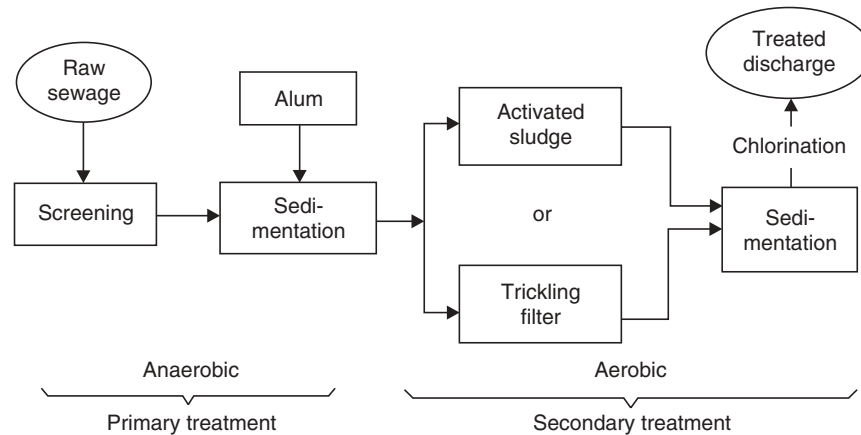 Raw
sewage
Alum
Screening
Sedi-
mentation
Activated
sludge
or
Trickling
filter
Treated
discharge
Chlorination
Sedi-
mentation
Anaerobic
Primary treatment
Aerobic
Secondary treatment